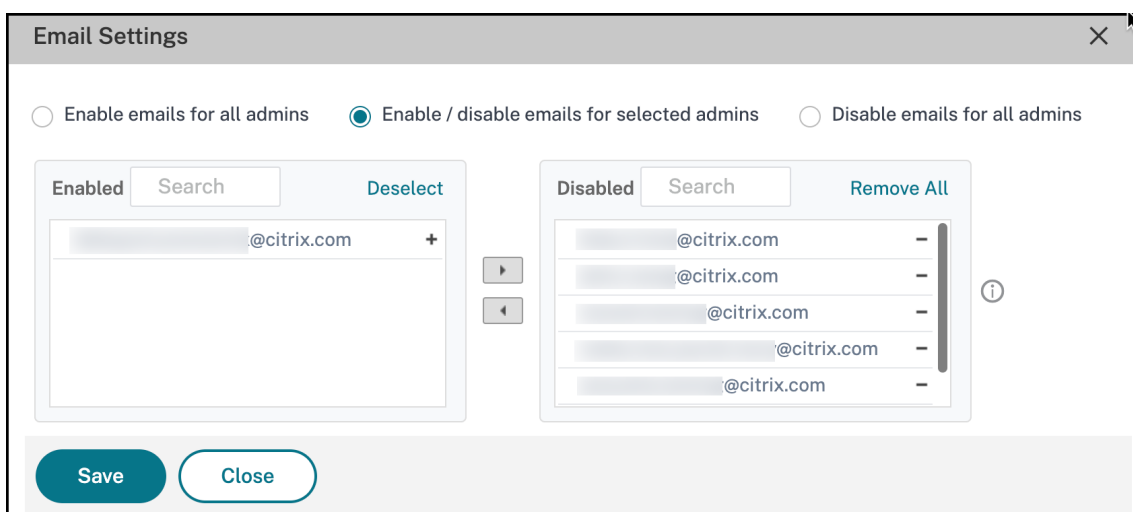 Email Settings
Enable emails for all admins Enable / disable emails for selected admins Disable emails for all admins
Enabled Search Deselect
@citrix.com +
Disabled Search Remove All
@citrix.com −
@citrix.com −
@citrix.com −
@citrix.com −
@citrix.com −
Save Close